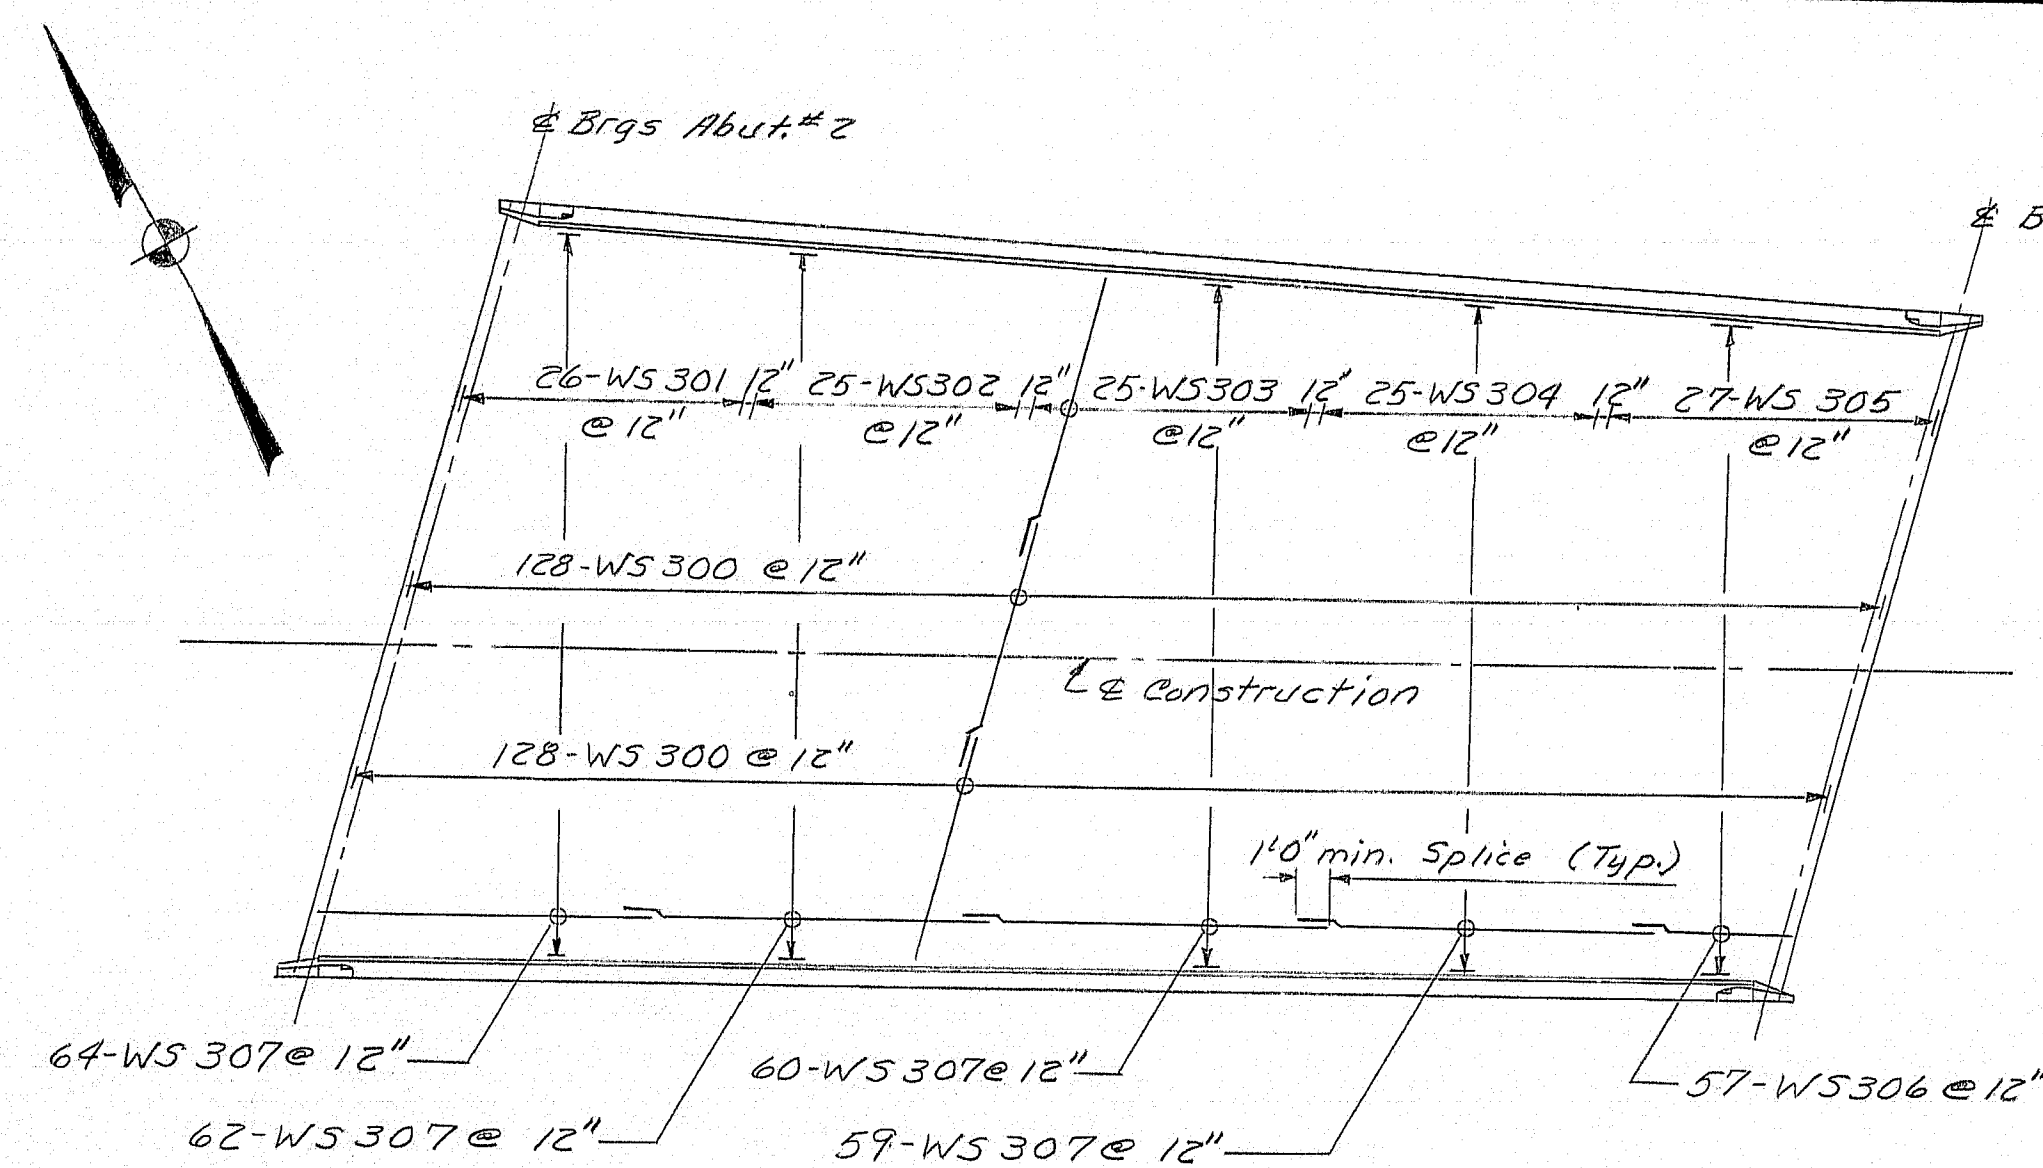 ℄ Brgs Abut. # 2
℄ B
26-WS 301 12" 25-WS302 12" 25-WS303 12" 25-WS 304 12" 27-WS 305
@ 12" @12" @12" @12" @12"
128-WS 300 @ 12"
℄ Construction
128-WS 300 @ 12"
1'0" min. Splice (Typ.)
64-WS 307@ 12"
60-WS 307@ 12"
57-WS306 @ 12"
62-WS 307@ 12"
59-WS 307@ 12"